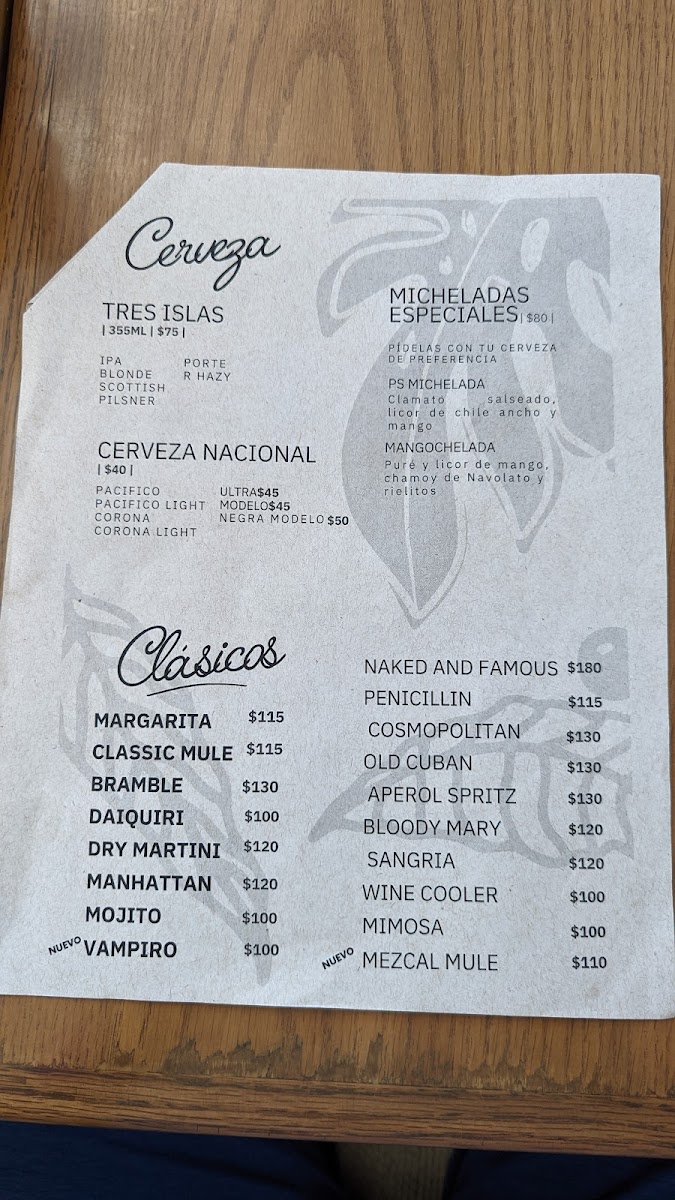 Cerveza
TRES ISLAS
| 355ML | $75 |
IPA
BLONDE
SCOTTISH
PILSNER
PORTE
R HAZY
CERVEZA NACIONAL
| $40 |
PACIFICO
PACIFICO LIGHT
CORONA
CORONA LIGHT
ULTRA$45
MODELO$45
NEGRA MODELO $50
MICHELADAS
ESPECIALES | $80 |
PÍDELAS CON TU CERVEZA
DE PREFERENCIA
PS MICHELADA
Clamato salseado,
licor de chile ancho y
mango
MANGOCHELADA
Puré y licor de mango,
chamoy de Navolato y
rielitos
Clásicos
MARGARITA $115
CLASSIC MULE $115
BRAMBLE $130
DAIQUIRI $100
DRY MARTINI $120
MANHATTAN $120
MOJITO $100
NUEVO VAMPIRO $100
NAKED AND FAMOUS $180
PENICILLIN $115
COSMOPOLITAN $130
OLD CUBAN $130
APEROL SPRITZ $130
BLOODY MARY $120
SANGRIA $120
WINE COOLER $100
MIMOSA $100
NUEVO MEZCAL MULE $110